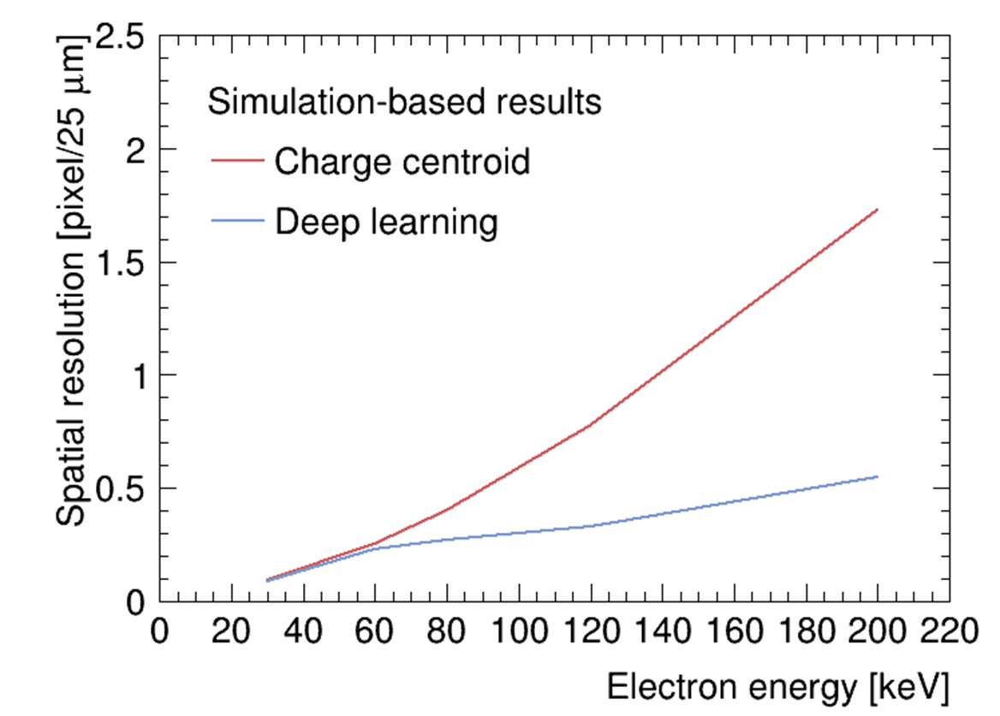 Spatial resolution [pixel/25 μm]
2.5
2
1.5
1
0.5
0
Simulation-based results
Charge centroid
Deep learning
0 20 40 60 80 100 120 140 160 180 200 220
Electron energy [keV]